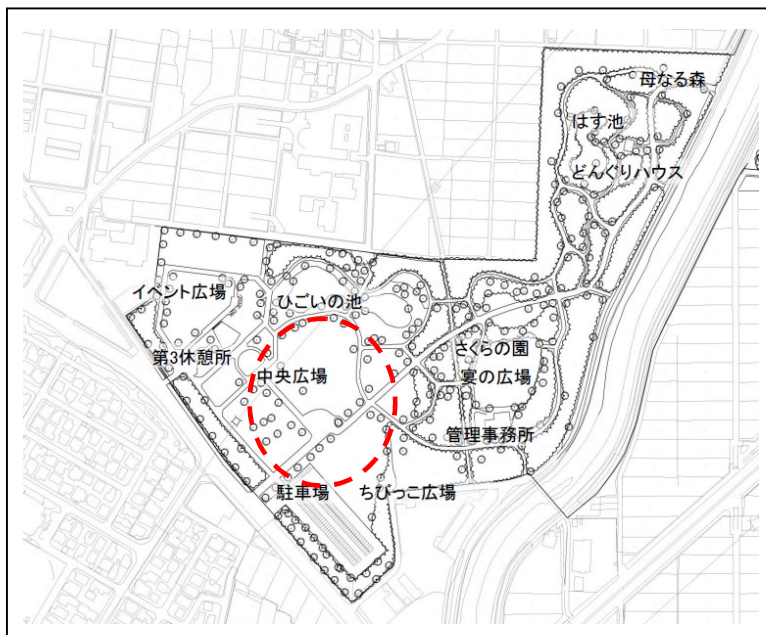 母なる森
はす池
どんぐりハウス
イベント広場
ひごいの池
さくらの園
第3休憩所
中央広場
宴の広場
管理事務所
駐車場
ちびっこ広場